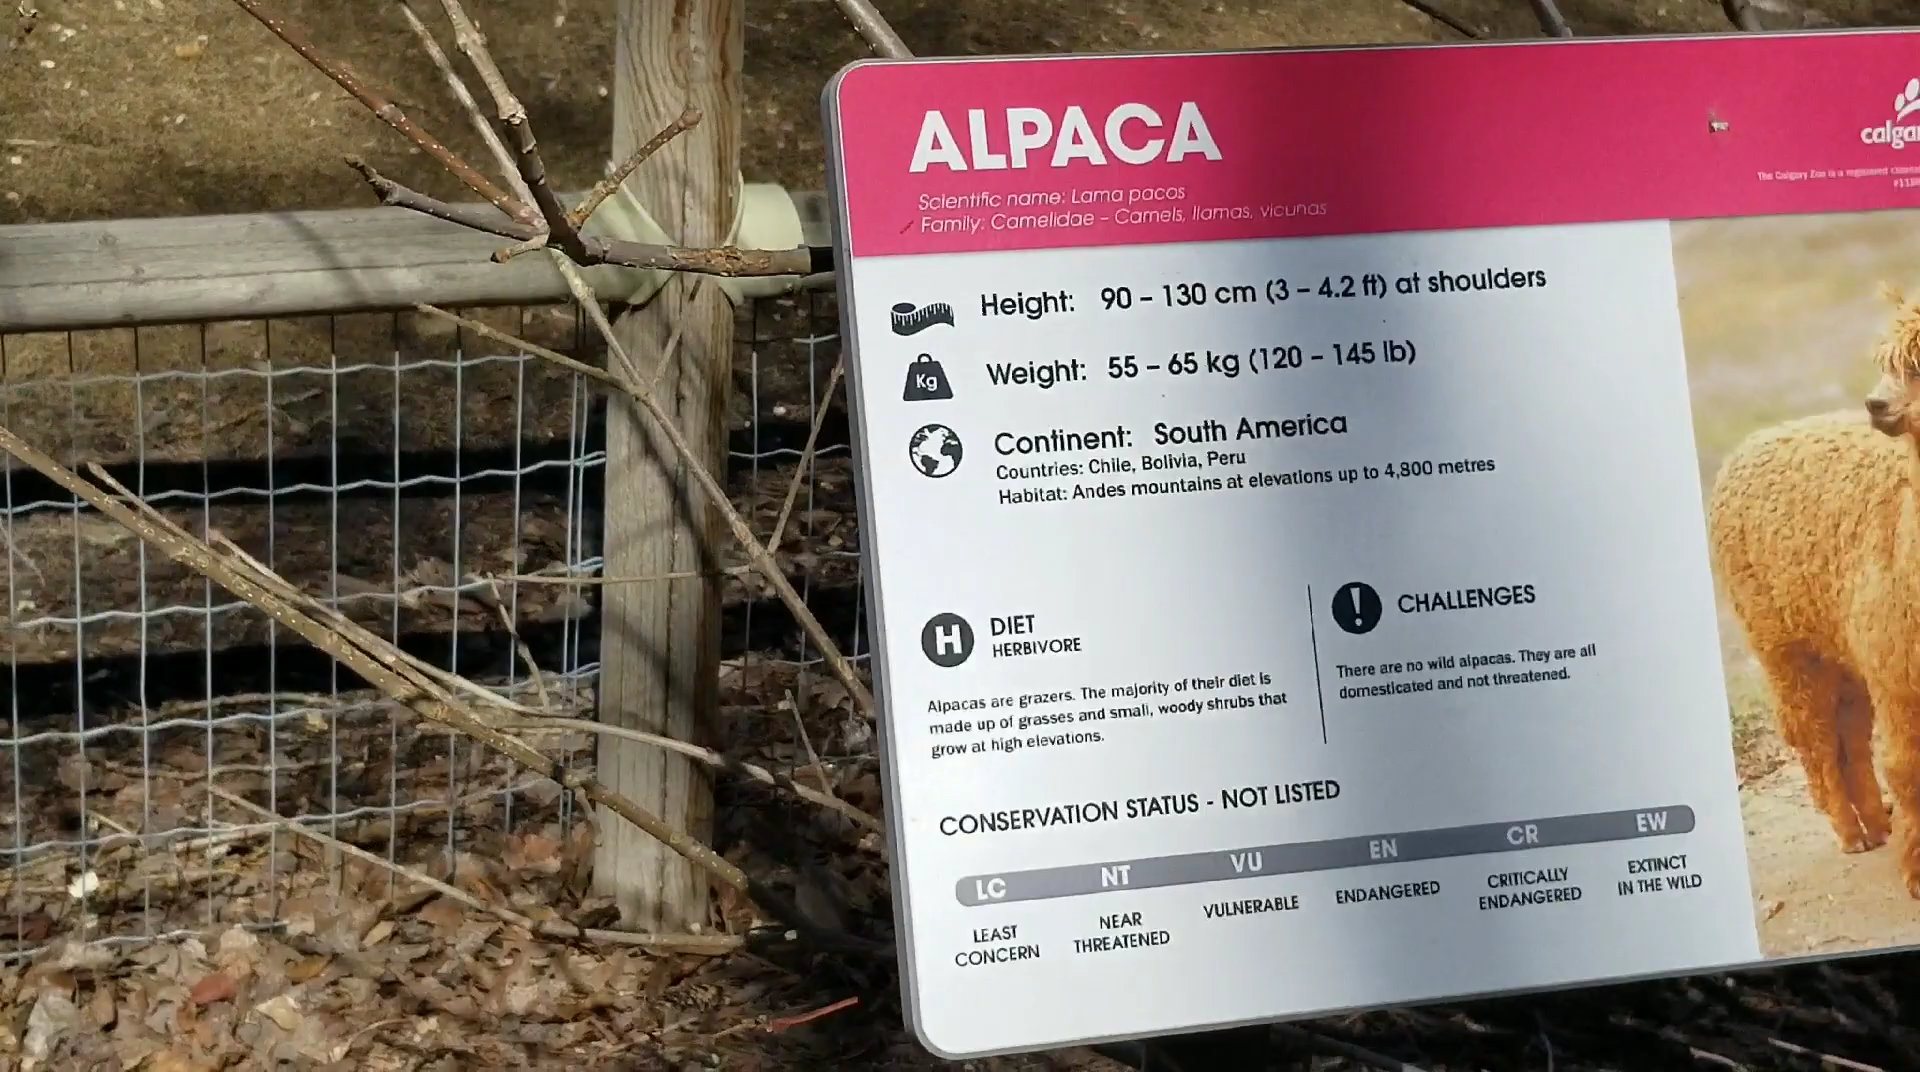 ALPACA
Scientific name: Lama pacos
Family: Camelidae – Camels, llamas, vicunas
The Calgary Zoo is a registered
Height: 90 – 130 cm (3 – 4.2 ft) at shoulders
Kg
Weight: 55 – 65 kg (120 – 145 lb)
Continent: South America
Countries: Chile, Bolivia, Peru
Habitat: Andes mountains at elevations up to 4,800 metres
H
DIET
HERBIVORE
Alpacas are grazers. The majority of their diet is
made up of grasses and small, woody shrubs that
grow at high elevations.
!
CHALLENGES
There are no wild alpacas. They are all
domesticated and not threatened.
CONSERVATION STATUS - NOT LISTED
LC NT VU EN CR EW
LEAST
CONCERN
NEAR
THREATENED
VULNERABLE
ENDANGERED
CRITICALLY
ENDANGERED
EXTINCT
IN THE WILD